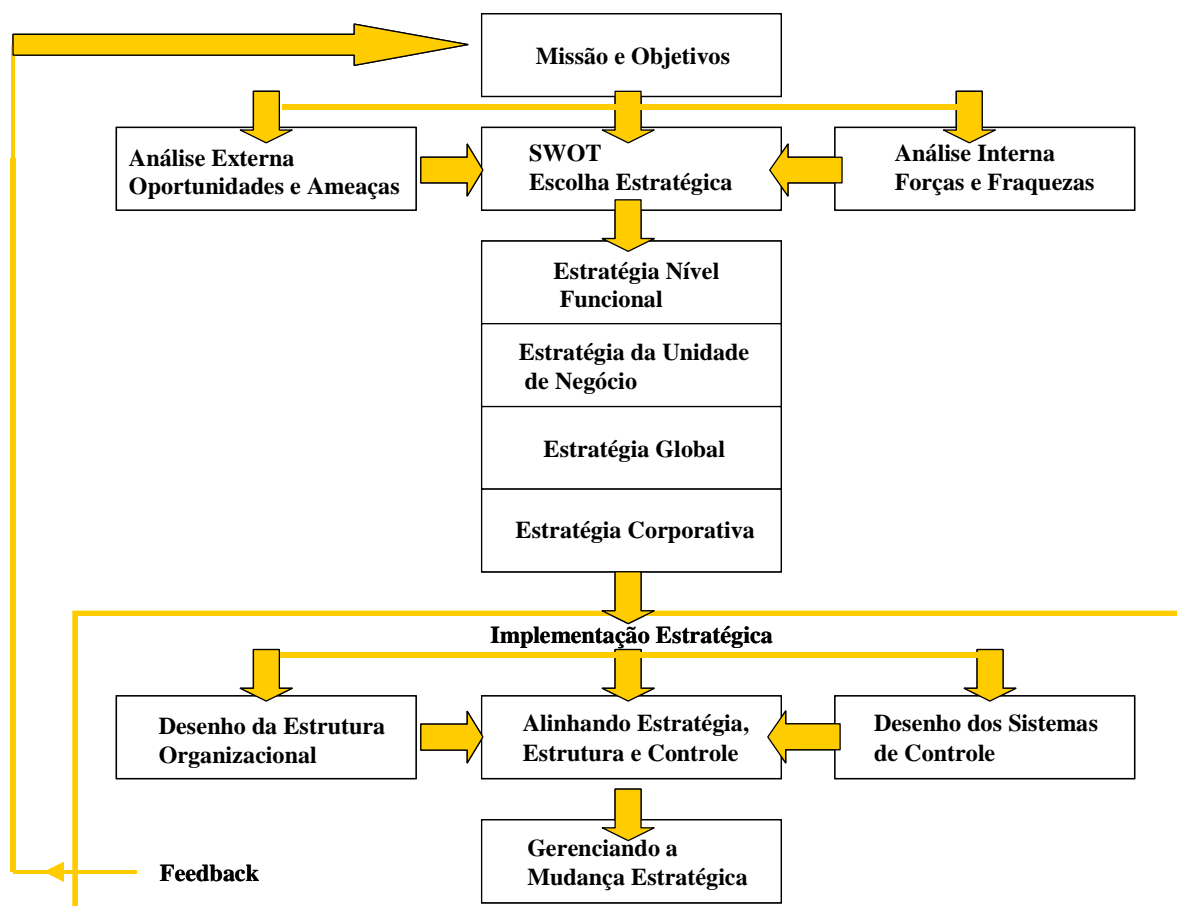 Missão e Objetivos
Análise Externa
Oportunidades e Ameaças
SWOT
Escolha Estratégica
Análise Interna
Forças e Fraquezas
Estratégia Nível
Funcional
Estratégia da Unidade
de Negócio
Estratégia Global
Estratégia Corporativa
Implementação Estratégica
Desenho da Estrutura
Organizacional
Alinhando Estratégia,
Estrutura e Controle
Desenho dos Sistemas
de Controle
Gerenciando a
Mudança Estratégica
Feedback